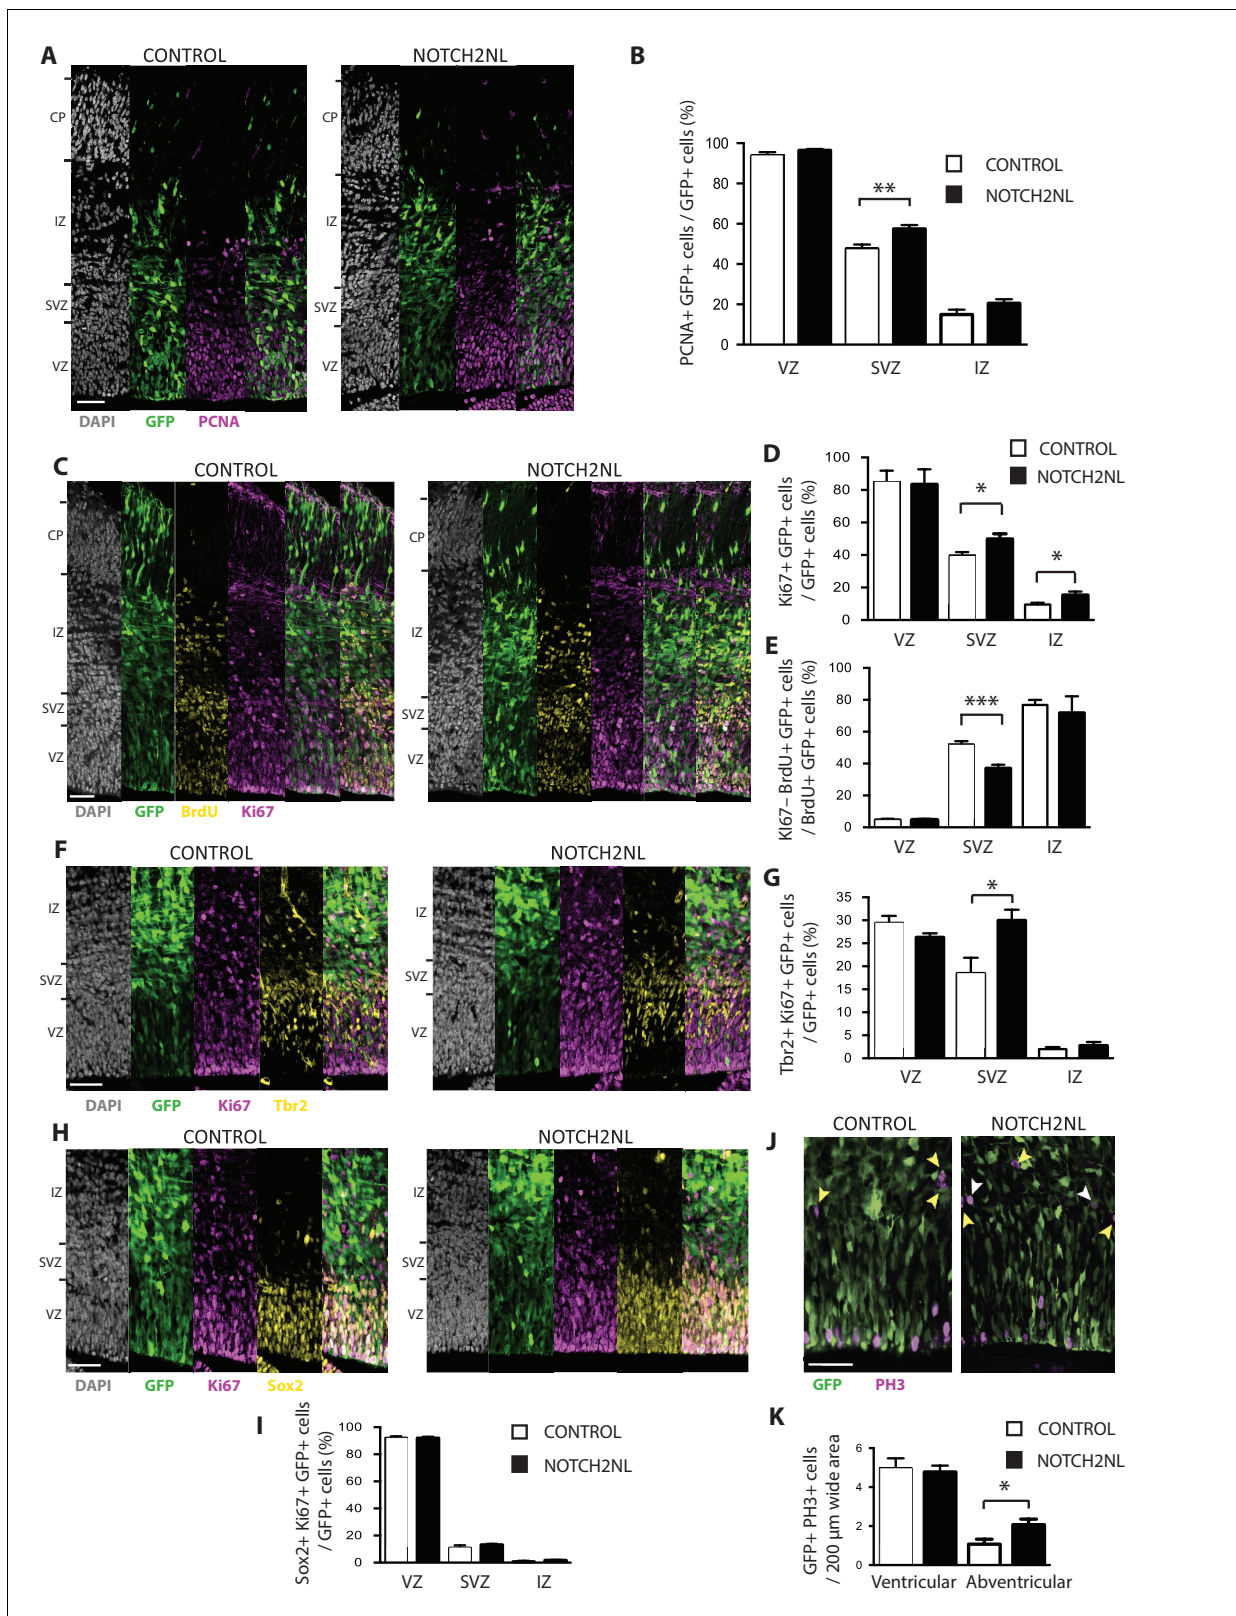 A
CONTROL
NOTCH2NL
CP
IZ
SVZ
VZ
CP
IZ
SVZ
VZ
DAPI GFP PCNA
B
PCNA+ GFP+ cells / GFP+ cells (%)
100
80
60
40
20
0
**
CONTROL
NOTCH2NL
VZ SVZ IZ
C
CONTROL
NOTCH2NL
CP
IZ
SVZ
VZ
CP
IZ
SVZ
VZ
DAPI GFP BrdU Ki67
D
Ki67+ GFP+ cells
/ GFP+ cells (%)
100
80
60
40
20
0
*
*
CONTROL
NOTCH2NL
VZ SVZ IZ
E
KI67– BrdU+ GFP+ cells
/ BrdU+ GFP+ cells (%)
100
80
60
40
20
0
***
VZ SVZ IZ
F
CONTROL
NOTCH2NL
IZ
SVZ
VZ
IZ
SVZ
VZ
DAPI GFP Ki67 Tbr2
G
Tbr2+ Ki67+ GFP+ cells
/ GFP+ cells (%)
35
30
25
20
15
10
5
0
*
VZ SVZ IZ
H
CONTROL
NOTCH2NL
IZ
SVZ
VZ
IZ
SVZ
VZ
DAPI GFP Ki67 Sox2
J
CONTROL
NOTCH2NL
GFP PH3
I
Sox2+ Ki67+ GFP+ cells
/ GFP+ cells (%)
100
80
60
40
20
0
CONTROL
NOTCH2NL
VZ SVZ IZ
K
GFP+ PH3+ cells
/ 200 µm wide area
6
4
2
0
*
CONTROL
NOTCH2NL
Ventricular Abventricular